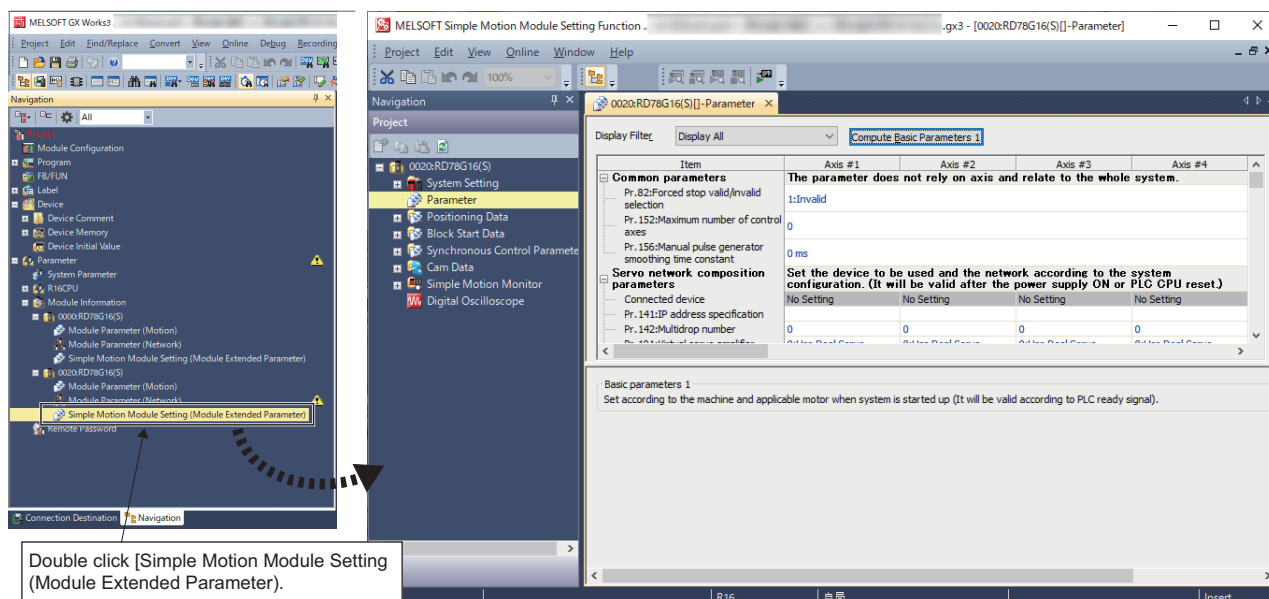 MELSOFT GX Works3
Project Edit Find/Replace Convert View Online Debug Recording
Navigation
All
Project
Module Configuration
Program
FB/FUN
Label
Device
Device Comment
Device Memory
Device Initial Value
Parameter
System Parameter
R16CPU
Module Information
0000:RD78G16(S)
Module Parameter (Motion)
Module Parameter (Network)
Simple Motion Module Setting (Module Extended Parameter)
0020:RD78G16(S)
Module Parameter (Motion)
Module Parameter (Network)
Simple Motion Module Setting (Module Extended Parameter)
Remote Password
Connection Destination Navigation
Double click [Simple Motion Module Setting
(Module Extended Parameter).
MELSOFT Simple Motion Module Setting Function .gx3 - [0020:RD78G16(S)[]-Parameter]
Project Edit View Online Window Help
100%
Navigation
Project
0020:RD78G16(S)
System Setting
Parameter
Positioning Data
Block Start Data
Synchronous Control Paramete
Cam Data
Simple Motion Monitor
Digital Oscilloscope
0020:RD78G16(S)[]-Parameter
Display Filter Display All Compute Basic Parameters 1
Item Axis #1 Axis #2 Axis #3 Axis #4
Common parameters The parameter does not rely on axis and relate to the whole system.
Pr.82:Forced stop valid/invalid
selection 1:Invalid
Pr.152:Maximum number of control
axes 0
Pr.156:Manual pulse generator
smoothing time constant 0 ms
Servo network composition
parameters Set the device to be used and the network according to the system
configuration. (It will be valid after the power supply ON or PLC CPU reset.)
Connected device No Setting No Setting No Setting No Setting
Pr.141:IP address specification
Pr.142:Multidrop number 0 0 0 0
Basic parameters 1
Set according to the machine and applicable motor when system is started up (It will be valid according to PLC ready signal).
R16 自局 Insert